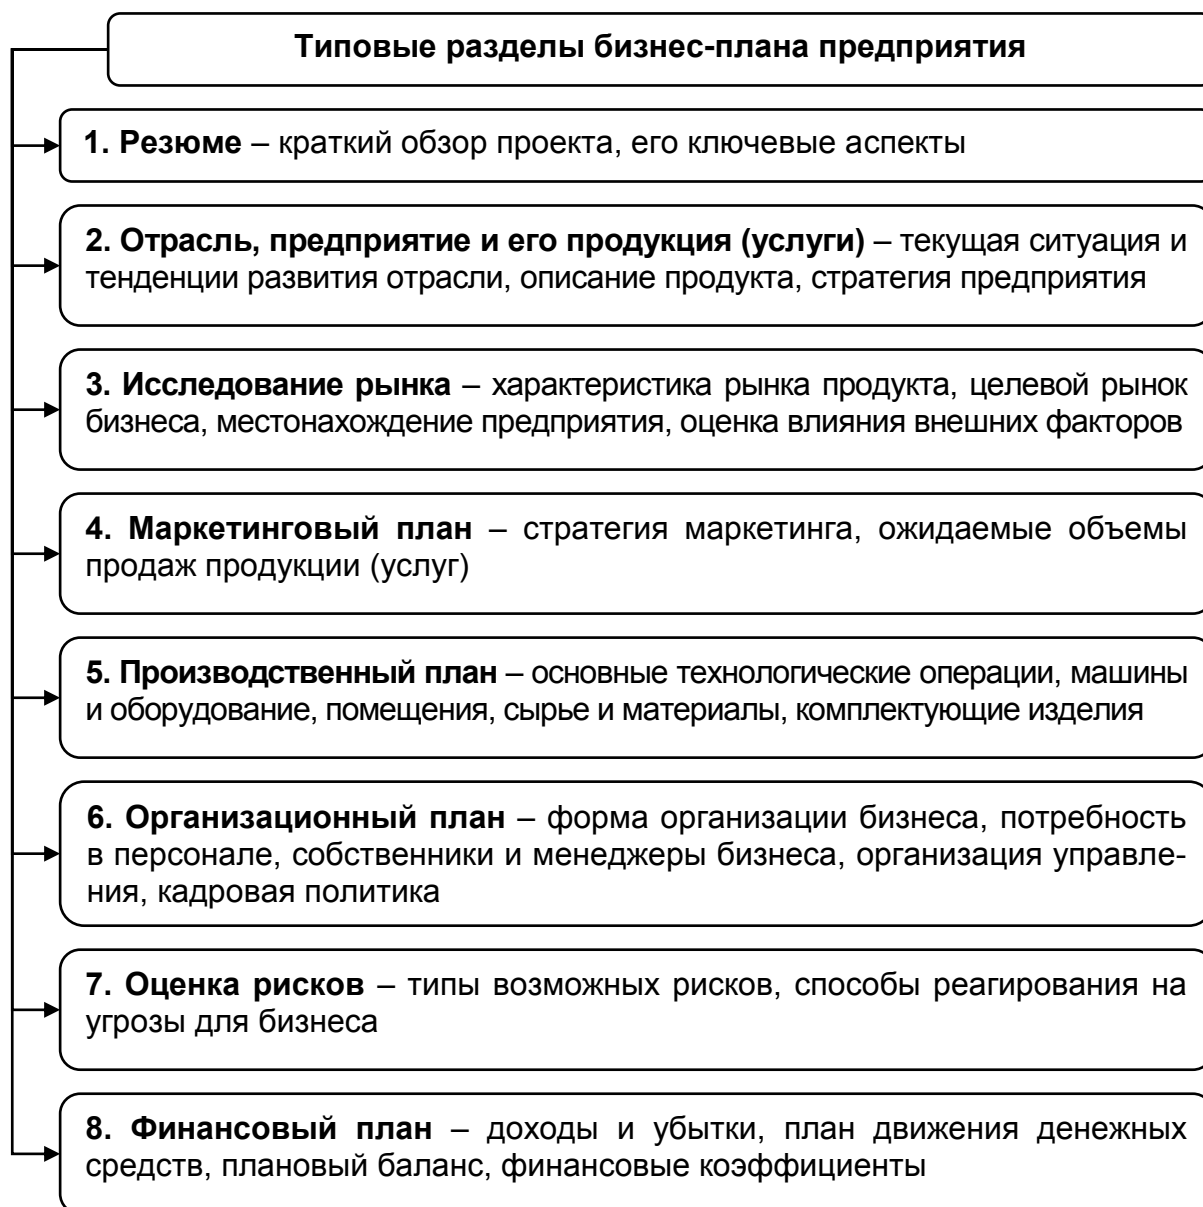 Типовые разделы бизнес-плана предприятия
1. Резюме – краткий обзор проекта, его ключевые аспекты
2. Отрасль, предприятие и его продукция (услуги) – текущая ситуация и
тенденции развития отрасли, описание продукта, стратегия предприятия
3. Исследование рынка – характеристика рынка продукта, целевой рынок
бизнеса, местонахождение предприятия, оценка влияния внешних факторов
4. Маркетинговый план – стратегия маркетинга, ожидаемые объемы
продаж продукции (услуг)
5. Производственный план – основные технологические операции, машины
и оборудование, помещения, сырье и материалы, комплектующие изделия
6. Организационный план – форма организации бизнеса, потребность
в персонале, собственники и менеджеры бизнеса, организация управле-
ния, кадровая политика
7. Оценка рисков – типы возможных рисков, способы реагирования на
угрозы для бизнеса
8. Финансовый план – доходы и убытки, план движения денежных
средств, плановый баланс, финансовые коэффициенты